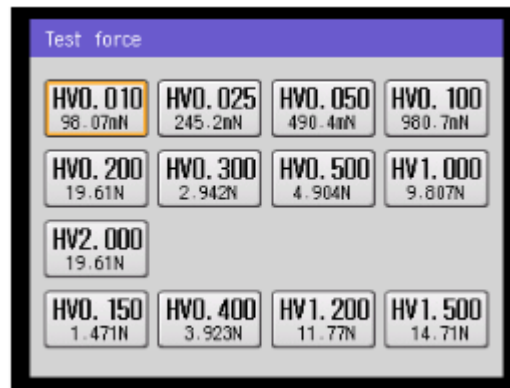 Test force
HV0.010 HV0.025 HV0.050 HV0.100
98.07mN 245.2mN 490.4mN 980.7mN
HV0.200 HV0.300 HV0.500 HV1.000
19.61N 2.942N 4.904N 9.807N
HV2.000
19.61N
HV0.150 HV0.400 HV1.200 HV1.500
1.471N 3.923N 11.77N 14.71N